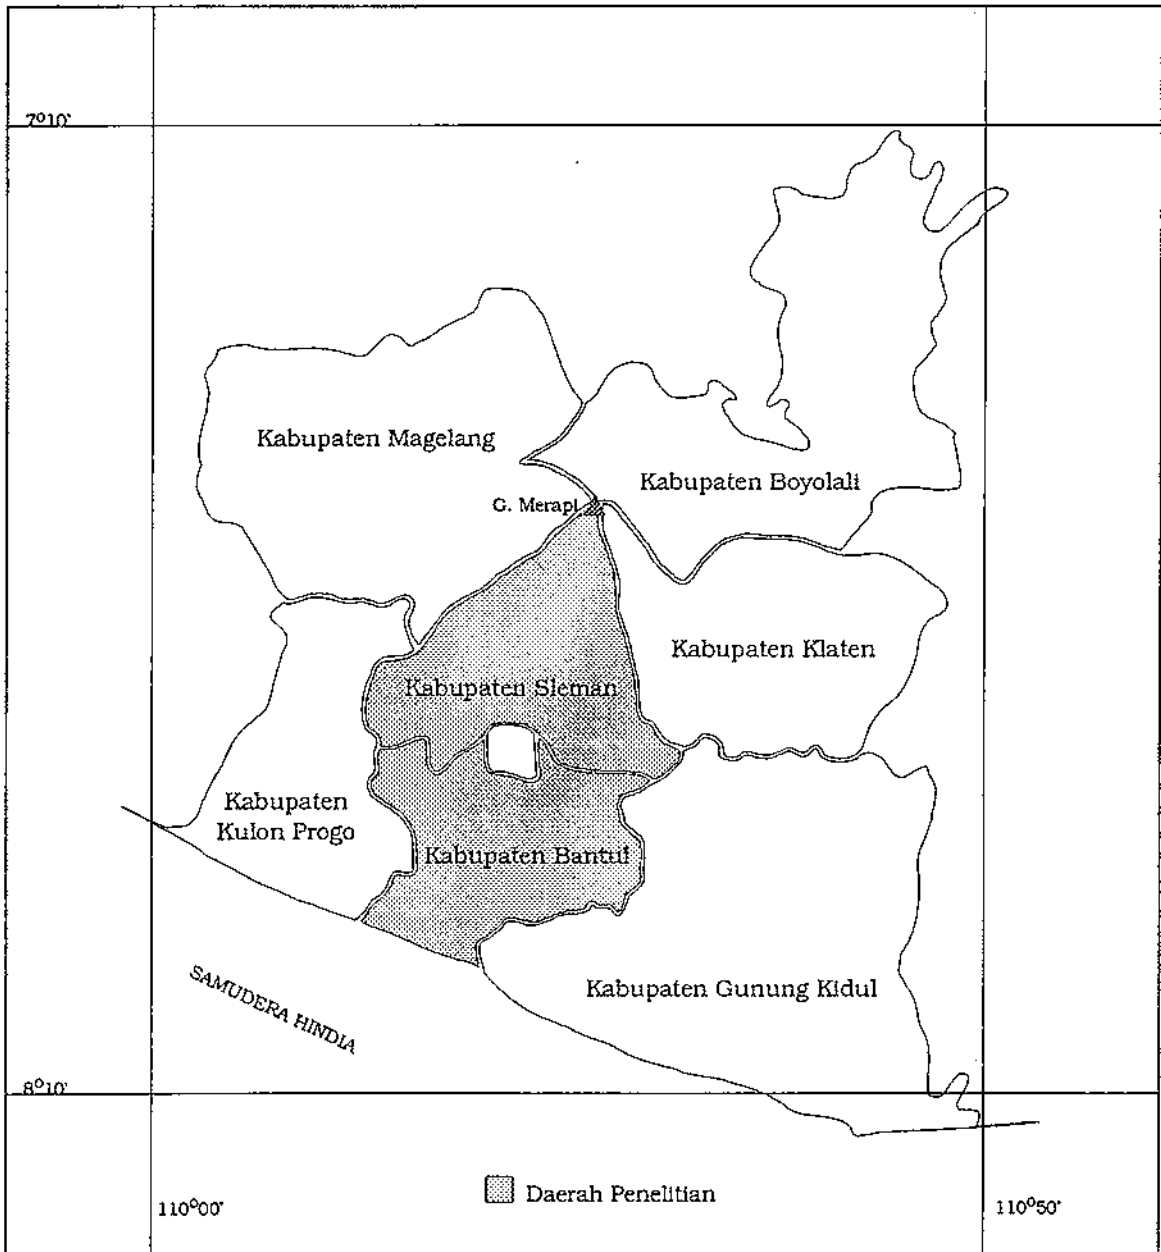 7°10'
Kabupaten Magelang
Kabupaten Boyolali
G. Merapi
Kabupaten Klaten
Kabupaten Sleman
Kabupaten
Kulon Progo
Kabupaten Bantul
SAMUDERA HINDIA
Kabupaten Gunung Kidul
8°10'
Daerah Penelitian
110°00'
110°50'